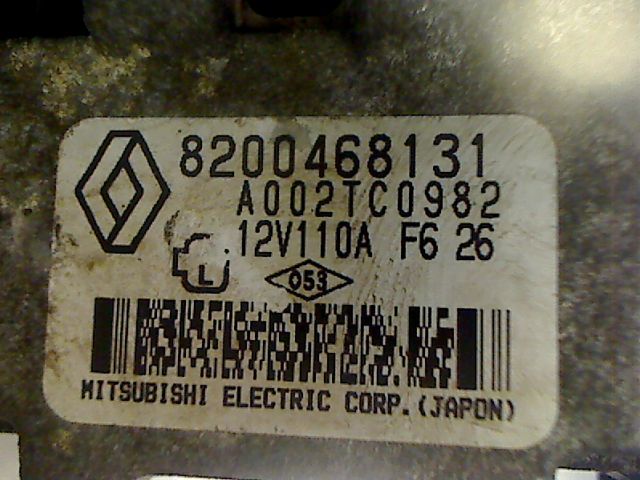 8200468131
A002TC0982
12V110A F6 26
L
053
MITSUBISHI ELECTRIC CORP.(JAPON)